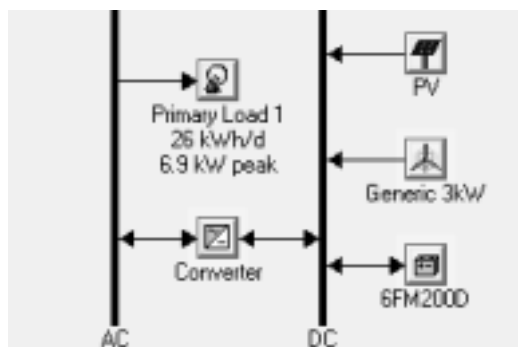 PV
Primary Load 1
26 kWh/d
6.9 kW peak
Generic 3kW
Converter
6FM200D
AC
DC